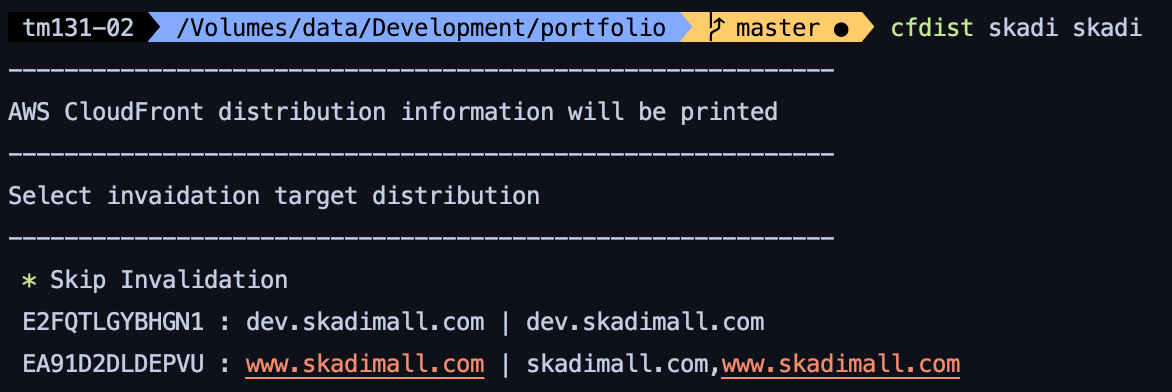 tm131-02 /Volumes/data/Development/portfolio master ● cfdist skadi skadi
-----------------------------------------------------------
AWS CloudFront distribution information will be printed
-----------------------------------------------------------
Select invaidation target distribution
-----------------------------------------------------------
* Skip Invalidation
E2FQTLGYBHGN1 : dev.skadimall.com | dev.skadimall.com
EA91D2DLDEPVU : www.skadimall.com | skadimall.com,www.skadimall.com